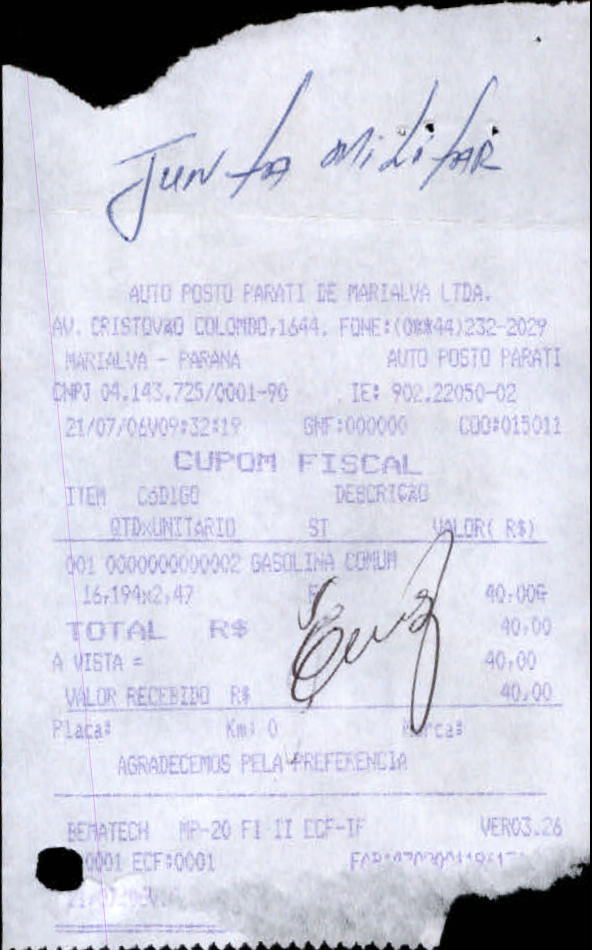 Junta Militar
AUTO POSTO PARATI DE MARIALVA LTDA.
AV. CRISTOVÃO COLOMBO,1644. FONE:(0**44)232-2029
MARIALVA - PARANA AUTO POSTO PARATI
CNPJ 04.143.725/0001-90 IE: 902.22050-02
21/07/06V09:32:19 GNF:000000 COO:015011
CUPOM FISCAL
ITEM CóDIGO DESCRIÇÃO
QTDxUNITARIO ST VALOR( R$)
001 0000000000002 GASOLINA COMUM
16,194x2,47 F 40,00G
TOTAL R$ 40,00
A VISTA = 40,00
VALOR RECEBIDO R$ 40,00
Placa: Km: 0 Marca:
AGRADECEMOS PELA PREFERENCIA
BEMATECH MP-20 FI II ECF-IF VER03.26
0001 ECF:0001